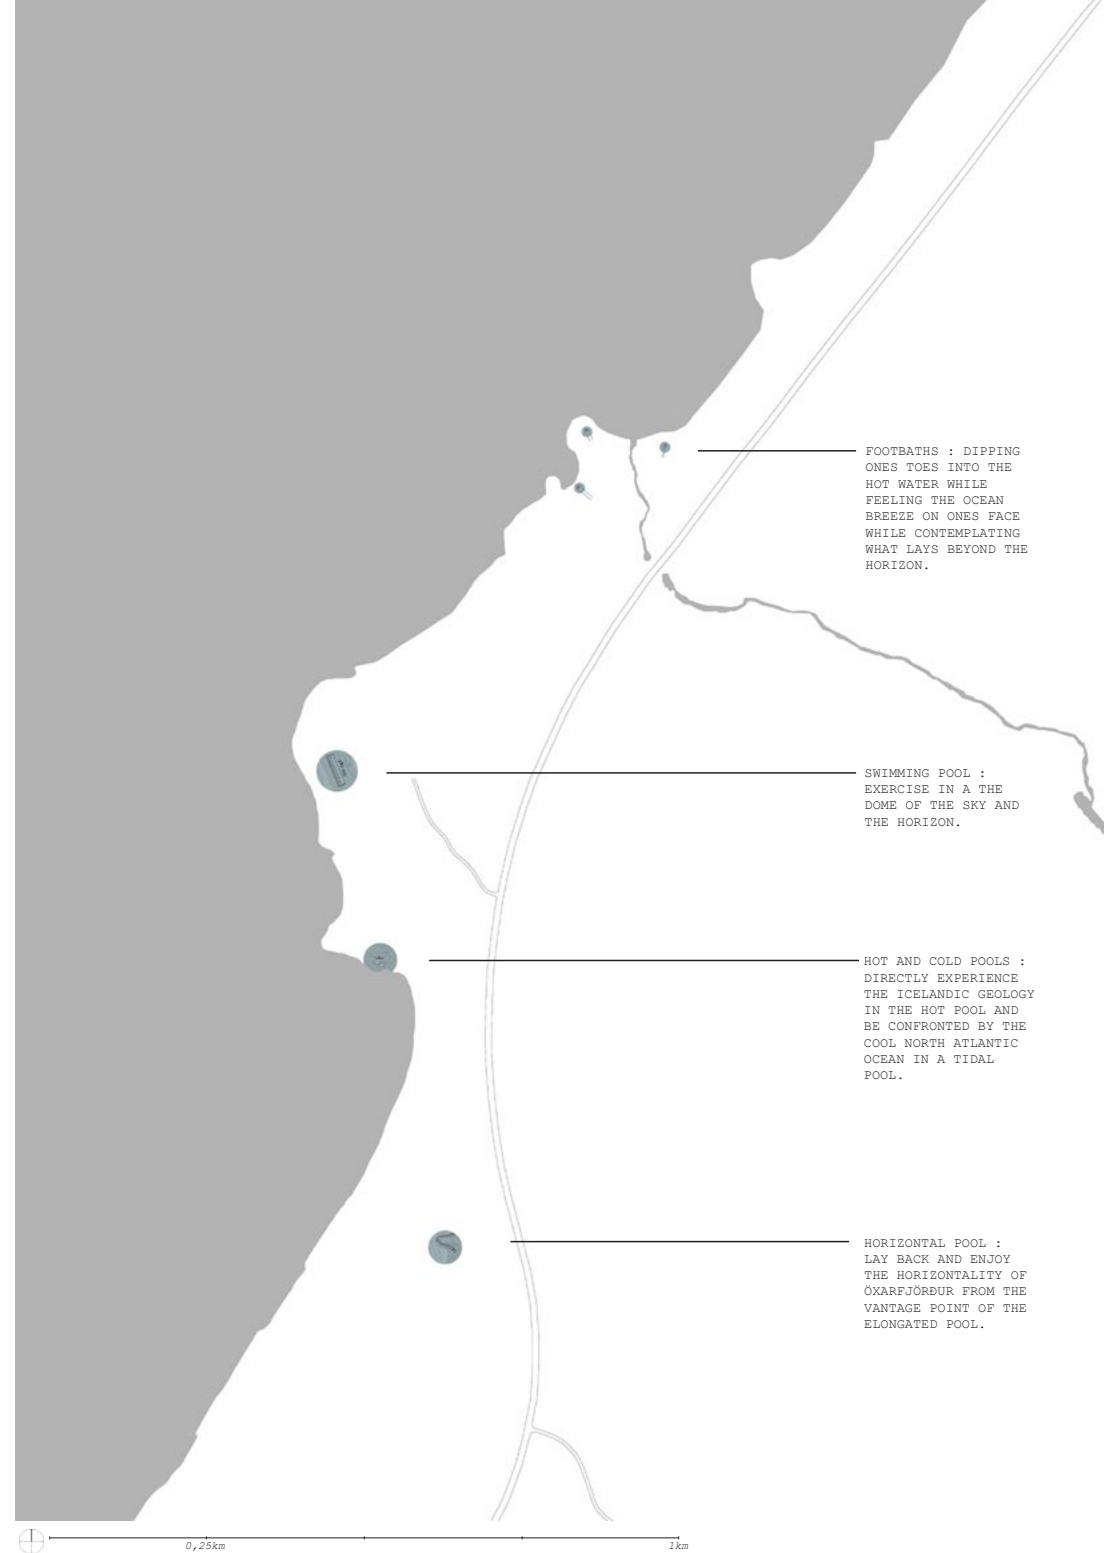 FOOTBATHS : DIPPING
ONES TOES INTO THE
HOT WATER WHILE
FEELING THE OCEAN
BREEZE ON ONES FACE
WHILE CONTEMPLATING
WHAT LAYS BEYOND THE
HORIZON.
SWIMMING POOL :
EXERCISE IN A THE
DOME OF THE SKY AND
THE HORIZON.
HOT AND COLD POOLS :
DIRECTLY EXPERIENCE
THE ICELANDIC GEOLOGY
IN THE HOT POOL AND
BE CONFRONTED BY THE
COOL NORTH ATLANTIC
OCEAN IN A TIDAL
POOL.
HORIZONTAL POOL :
LAY BACK AND ENJOY
THE HORIZONTALITY OF
ÖXARFJÖRÐUR FROM THE
VANTAGE POINT OF THE
ELONGATED POOL.
0,25km
1km